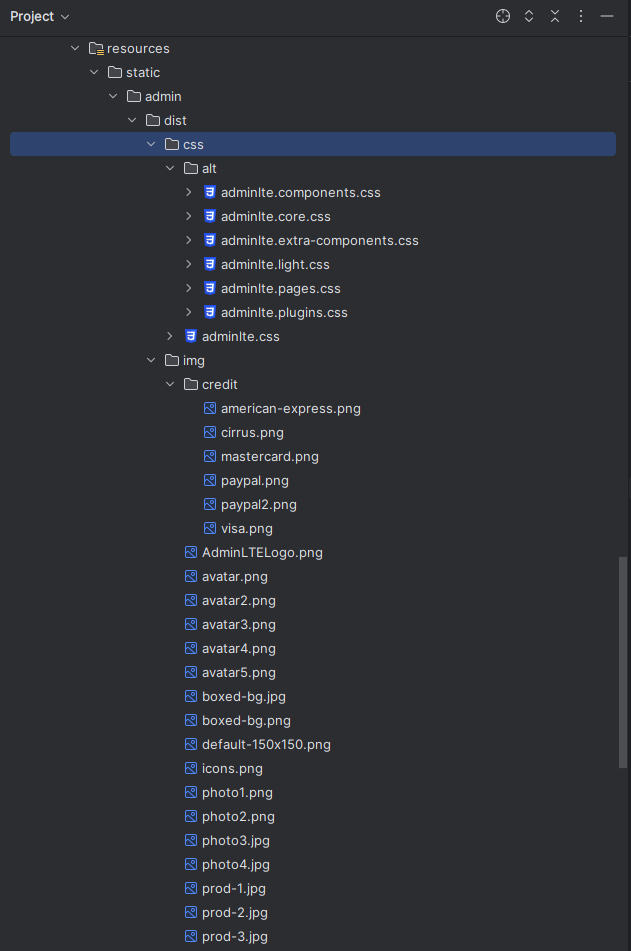 Project
resources
static
admin
dist
css
alt
adminlte.components.css
adminlte.core.css
adminlte.extra-components.css
adminlte.light.css
adminlte.pages.css
adminlte.plugins.css
adminlte.css
img
credit
american-express.png
cirrus.png
mastercard.png
paypal.png
paypal2.png
visa.png
AdminLTELogo.png
avatar.png
avatar2.png
avatar3.png
avatar4.png
avatar5.png
boxed-bg.jpg
boxed-bg.png
default-150x150.png
icons.png
photo1.png
photo2.png
photo3.jpg
photo4.jpg
prod-1.jpg
prod-2.jpg
prod-3.jpg